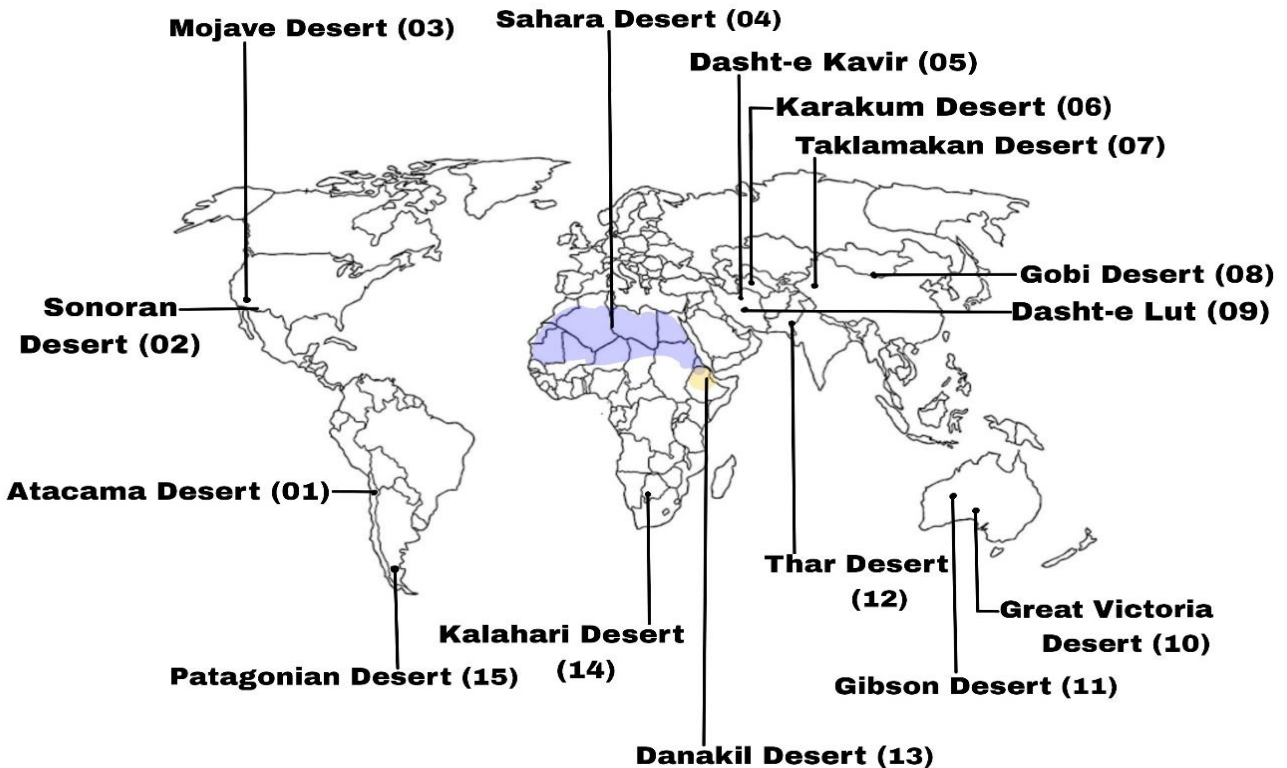 Sahara Desert (04)
Mojave Desert (03)
Dasht-e Kavir (05)
Karakum Desert (06)
Taklamakan Desert (07)
Gobi Desert (08)
Sonoran
Desert (02)
Dasht-e Lut (09)
Atacama Desert (01)
Thar Desert
(12)
Great Victoria
Desert (10)
Kalahari Desert
(14)
Patagonian Desert (15)
Gibson Desert (11)
Danakil Desert (13)